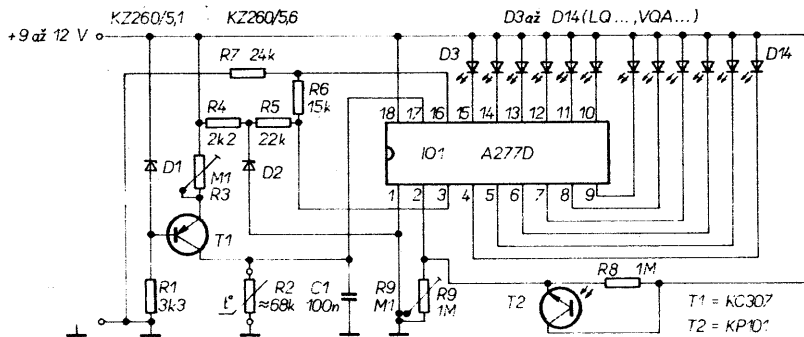 KZ260/5,1 KZ260/5,6 D3až D14 (LQ..., VQA...)
+9 až 12 V
R7 24k
D3
D14
R6
15k
R4
2k2
R5
22k
18 17 16 15 14 13 12 11 10
IO1 A277D
1 2 3 4 5 6 7 8 9
D1
M1
R3
D2
T1
R1
3k3
t°
R2
≈68k
C1
100n
R9
M1
R9
1M
T2
R8 1M
T1 = KC307
T2 = KP101